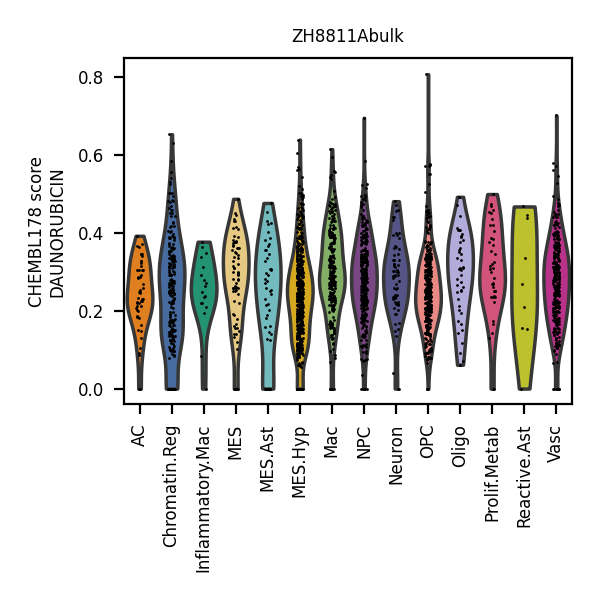 ZH8811Abulk
CHEMBL178 score
DAUNORUBICIN
0.8
0.6
0.4
0.2
0.0
AC
Chromatin.Reg
Inflammatory.Mac
MES
MES.Ast
MES.Hyp
Mac
NPC
Neuron
OPC
Oligo
Prolif.Metab
Reactive.Ast
Vasc